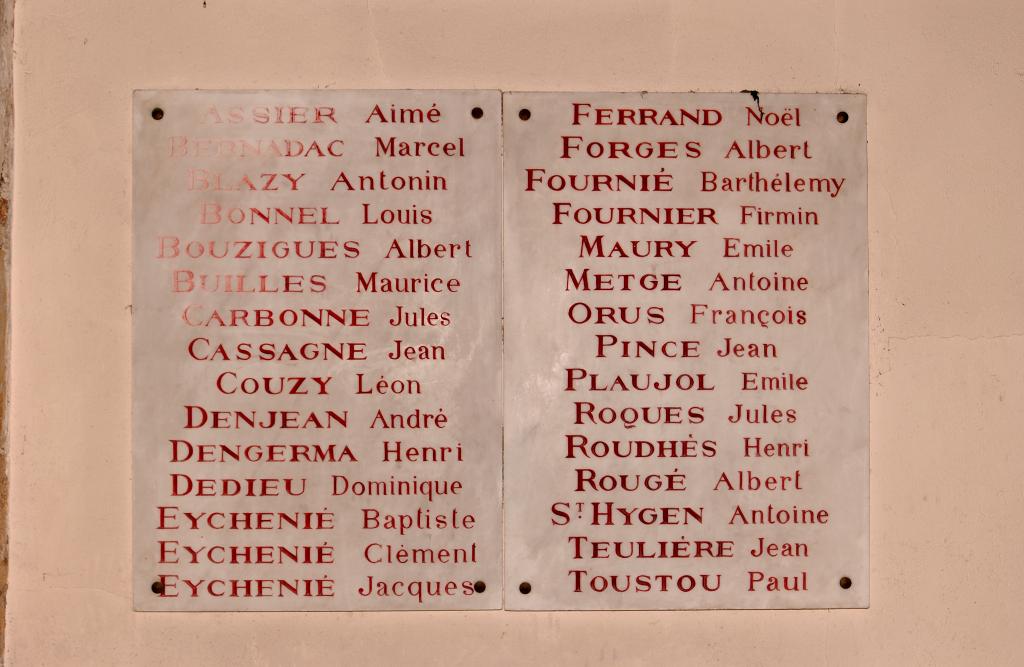 ASSIER Aimé
BERNADAC Marcel
BLAZY Antonin
BONNEL Louis
BOUZIGUES Albert
BUILLES Maurice
CARBONNE Jules
CASSAGNE Jean
COUZY Léon
DENJEAN André
DENGERMA Henri
DEDIEU Dominique
EYCHENIÉ Baptiste
EYCHENIÉ Clément
EYCHENIÉ Jacques
FERRAND Noël
FORGES Albert
FOURNIÉ Barthélemy
FOURNIER Firmin
MAURY Emile
METGE Antoine
ORUS François
PINCE Jean
PLAUJOL Emile
ROQUES Jules
ROUDHÈS Henri
ROUGÉ Albert
ST HYGEN Antoine
TEULIÈRE Jean
TOUSTOU Paul